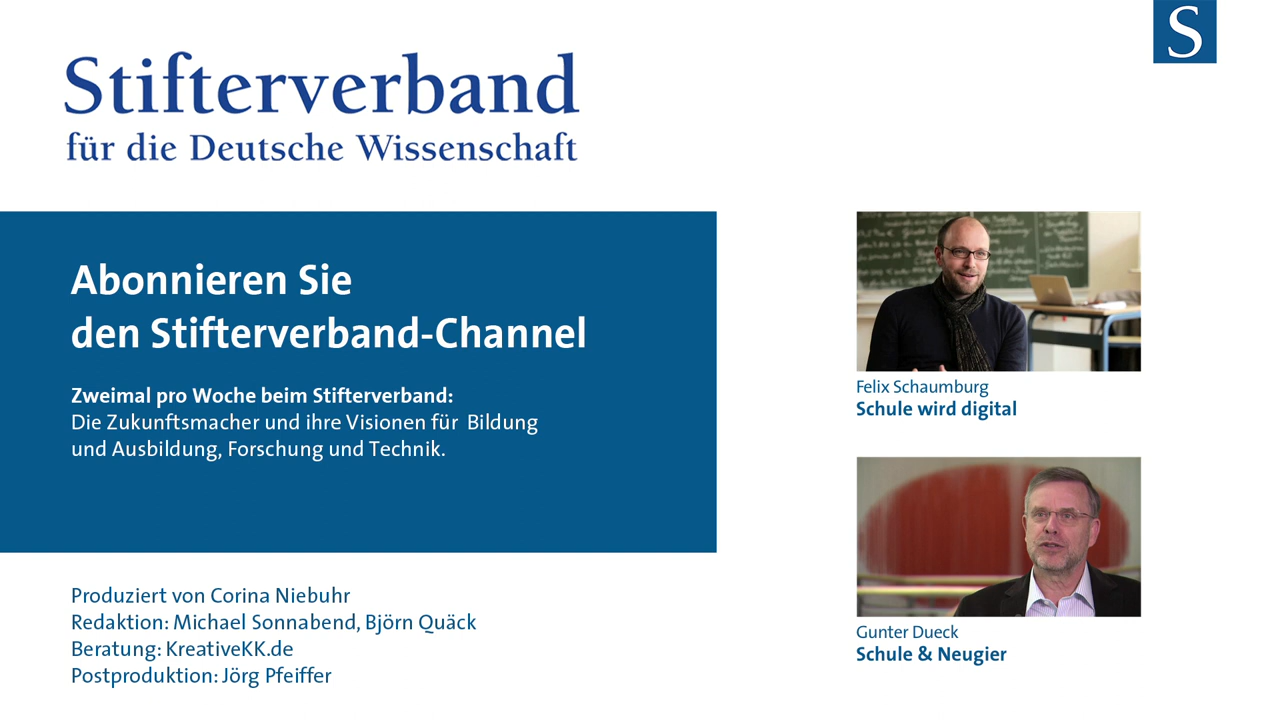 Stifterverband
für die Deutsche Wissenschaft
S
Abonnieren Sie
den Stifterverband-Channel
Zweimal pro Woche beim Stifterverband:
Die Zukunftsmacher und ihre Visionen für Bildung
und Ausbildung, Forschung und Technik.
Produziert von Corina Niebuhr
Redaktion: Michael Sonnabend, Björn Quäck
Beratung: KreativeKK.de
Postproduktion: Jörg Pfeiffer
Felix Schaumburg
Schule wird digital
Gunter Dueck
Schule & Neugier